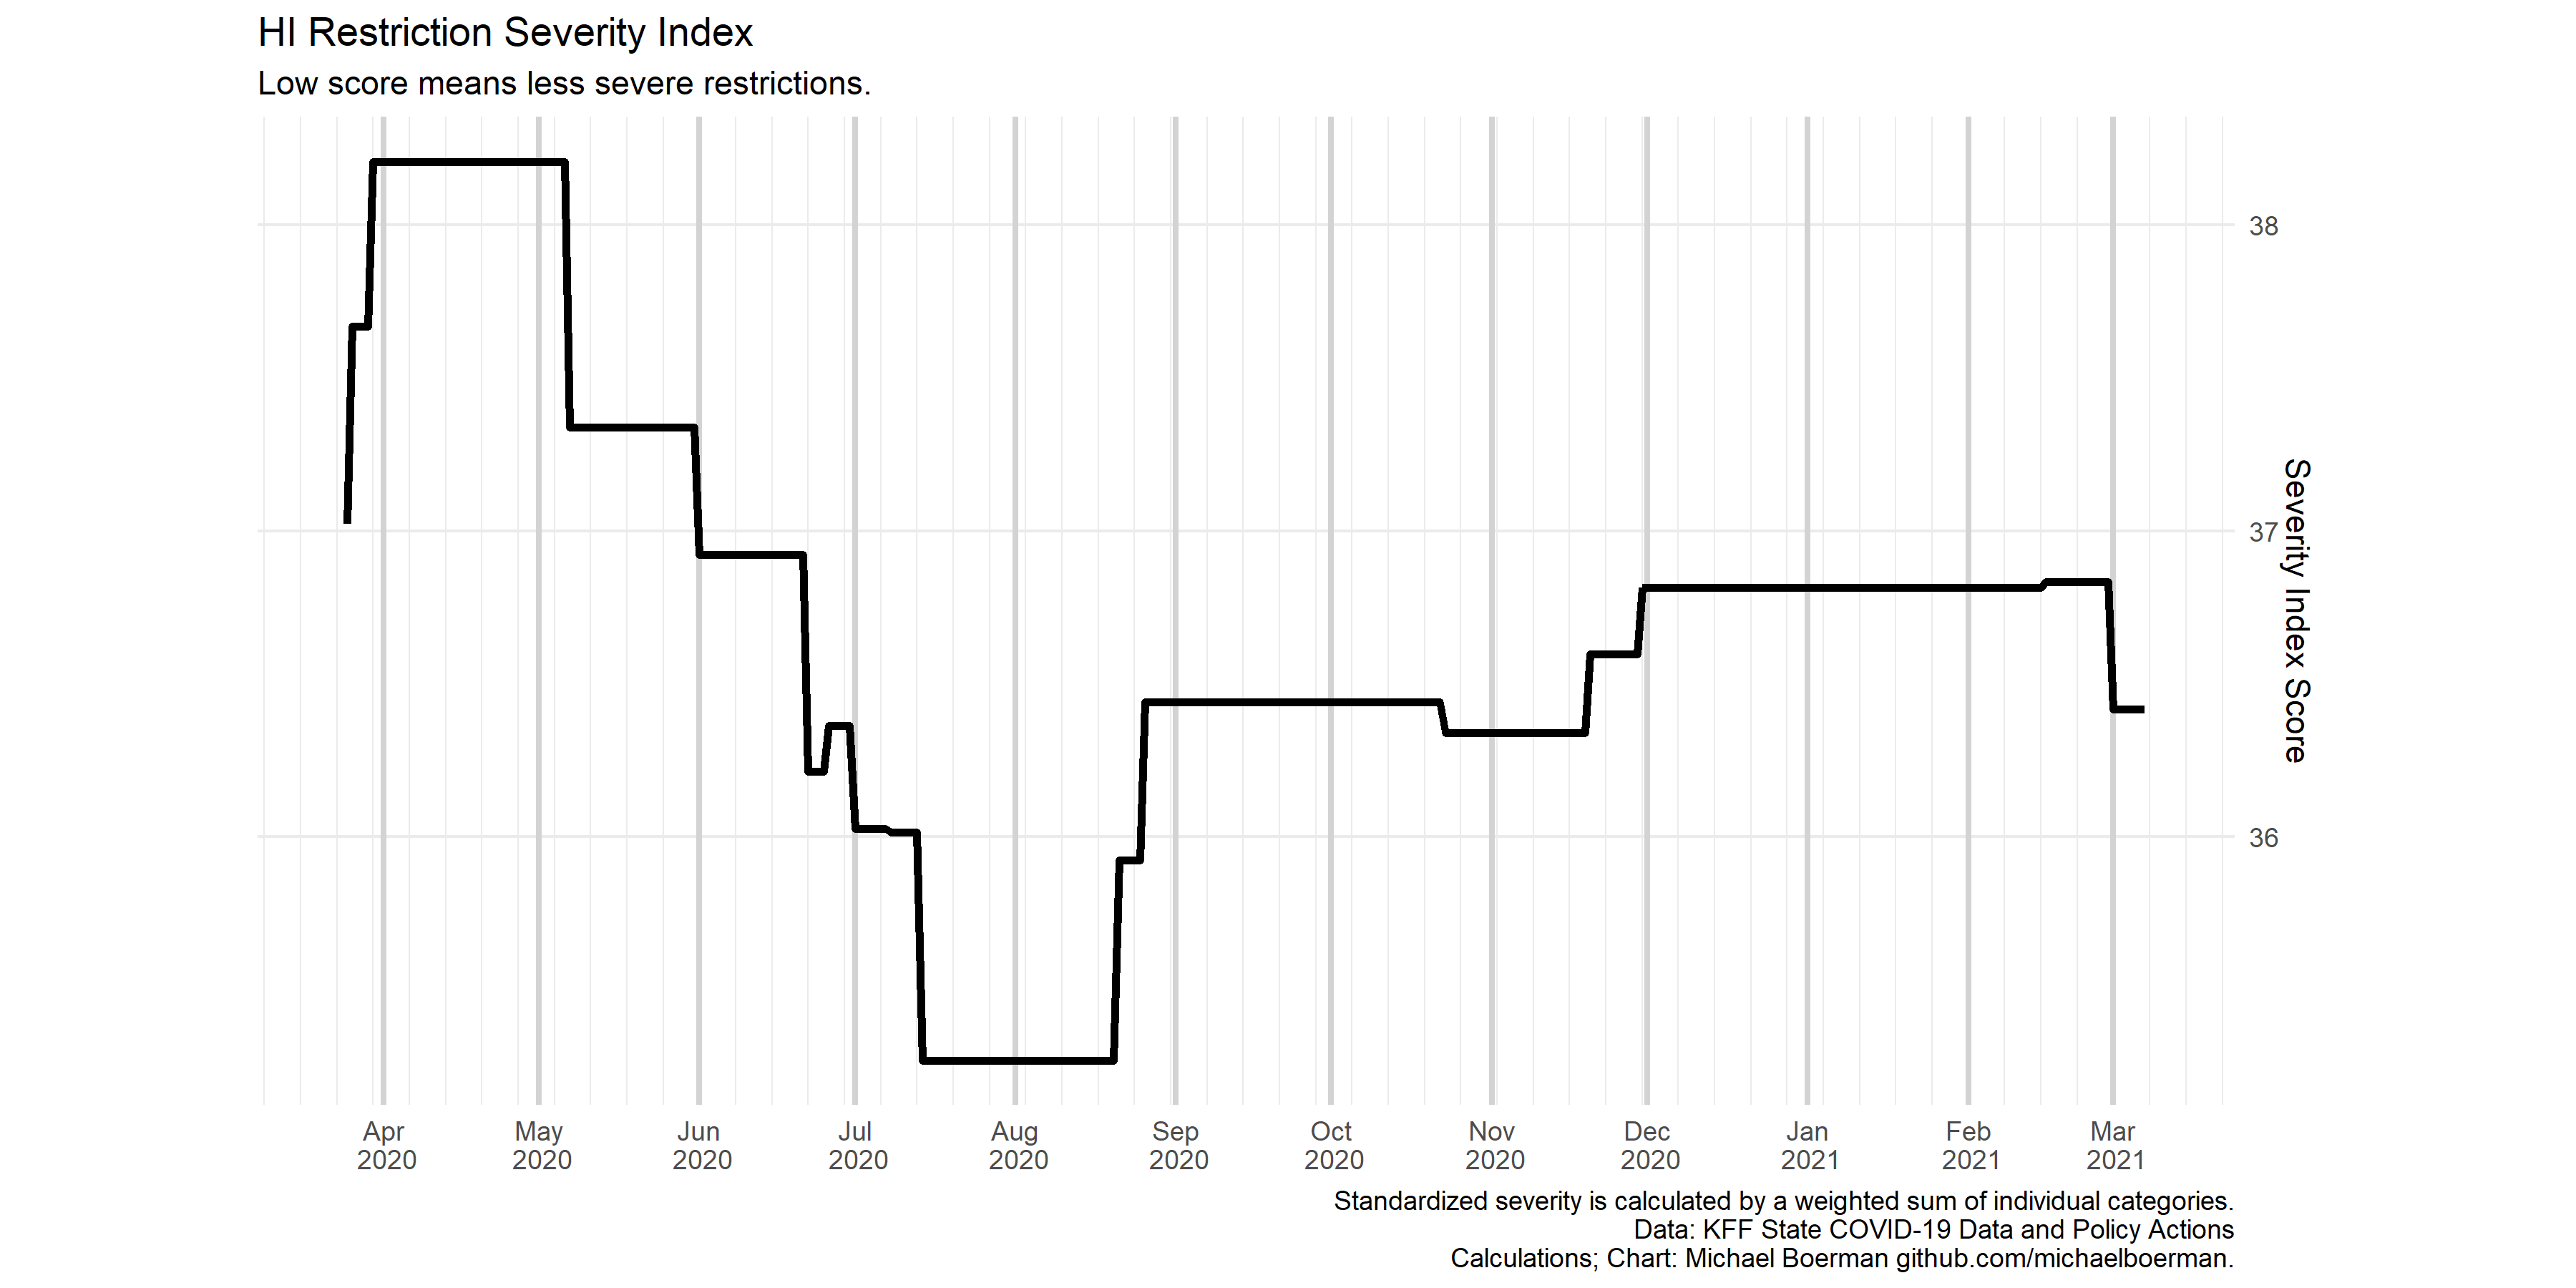 HI Restriction Severity Index
Low score means less severe restrictions.
38
37
36
Severity Index Score
Apr 2020
May 2020
Jun 2020
Jul 2020
Aug 2020
Sep 2020
Oct 2020
Nov 2020
Dec 2020
Jan 2021
Feb 2021
Mar 2021
Standardized severity is calculated by a weighted sum of individual categories.
Data: KFF State COVID-19 Data and Policy Actions
Calculations; Chart: Michael Boerman github.com/michaelboerman.